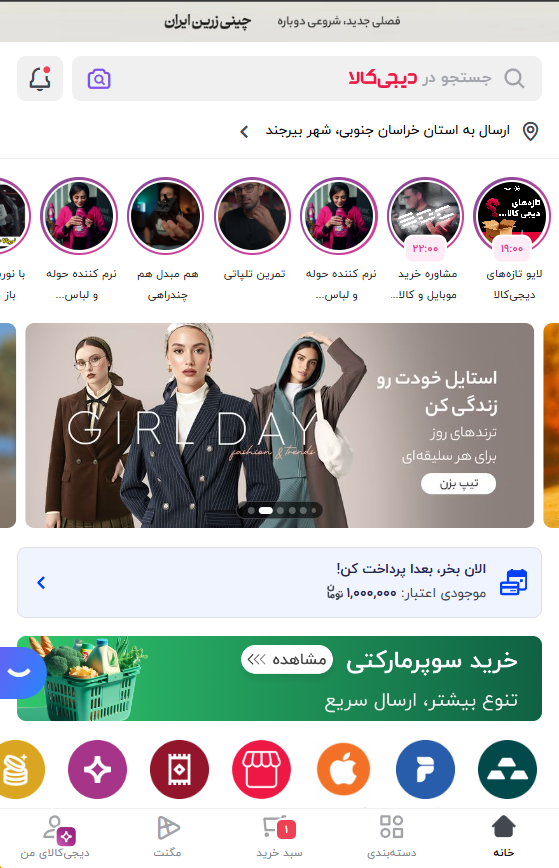 فصلی جدید، شروعی دوباره
چینی زرین ایران
جستجو در دیجی‌کالا
ارسال به استان خراسان جنوبی، شهر بیرجند
تازه‌های
دیجی کالا...
۱۹:۰۰
لایو تازه‌های
دیجی‌کالا
۲۲:۰۰
مشاوره خرید
موبایل و کالا...
نرم کننده حوله
و لباس...
تمرین تلپاتی
هم مبدل هم
چندراهی
نرم کننده حوله
و لباس...
با نور
باز
استایل خودت رو
زندگی کن
ترندهای روز
برای هر سلیقه‌ای
تیپ بزن
GIRL DAY
fashion & trends
الان بخر، بعدا پرداخت کن!
موجودی اعتبار: ۱,۰۰۰,۰۰۰ تومان
خرید سوپرمارکتی
مشاهده
تنوع بیشتر، ارسال سریع
خانه
دسته‌بندی
۱
سبد خرید
مگنت
دیجی‌کالای من